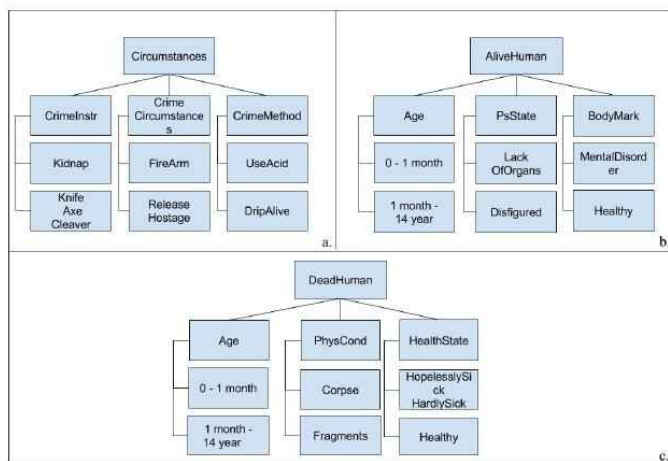 Circumstances
CrimeInstr
Crime
Circumstance
s
CrimeMethod
Kidnap
FireArm
UseAcid
Knife
Axe
Cleaver
Release
Hostage
DripAlive
a.
AliveHuman
Age
PsState
BodyMark
0 - 1 month
Lack
OfOrgans
MentalDisord
er
1 month -
14 year
Disfigured
Healthy
b.
DeadHuman
Age
PhysCond
HealthState
0 - 1 month
Corpse
HopelesslySi
ck
HardlySick
1 month -
14 year
Fragments
Healthy
c.